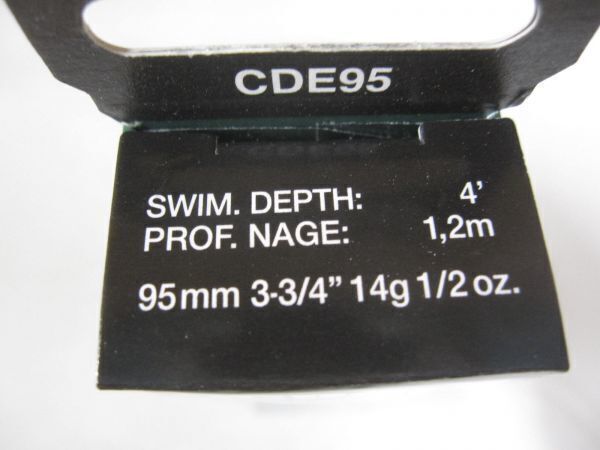 CDE95
SWIM. DEPTH: 4'
PROF. NAGE: 1,2m
95mm 3-3/4" 14g 1/2 oz.